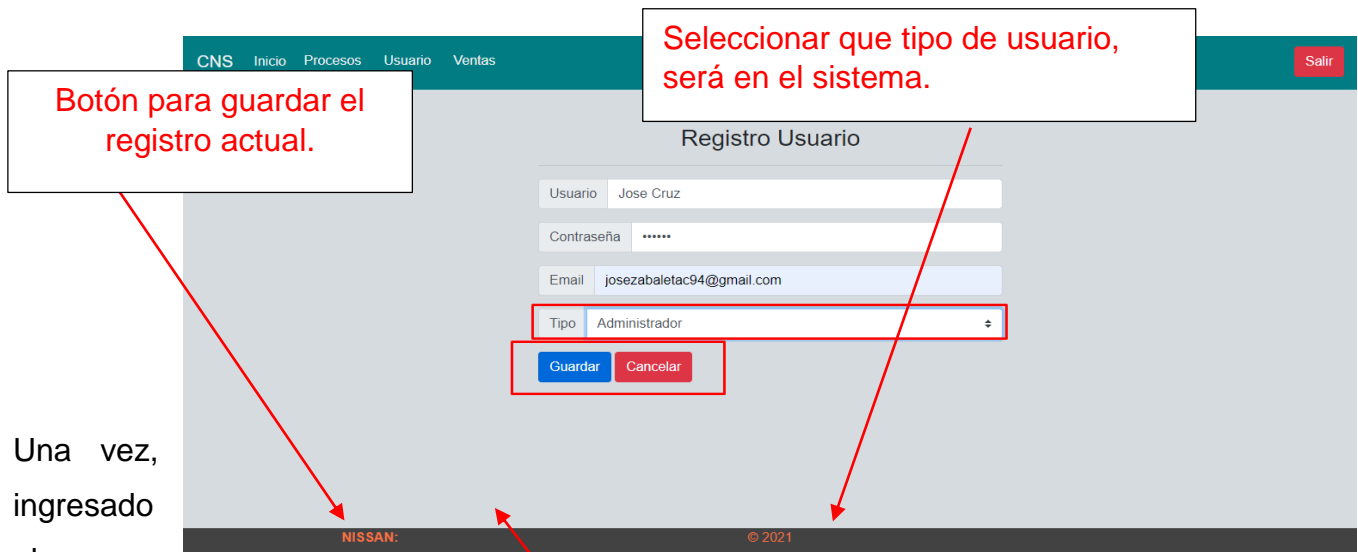 Seleccionar que tipo de usuario,
será en el sistema.
CNS Inicio Procesos Usuario Ventas
Salir
Botón para guardar el
registro actual.
Registro Usuario
Usuario Jose Cruz
Contraseña ••••••
Email josezabaletac94@gmail.com
Tipo Administrador
Guardar Cancelar
Una vez,
ingresado
NISSAN: © 2021